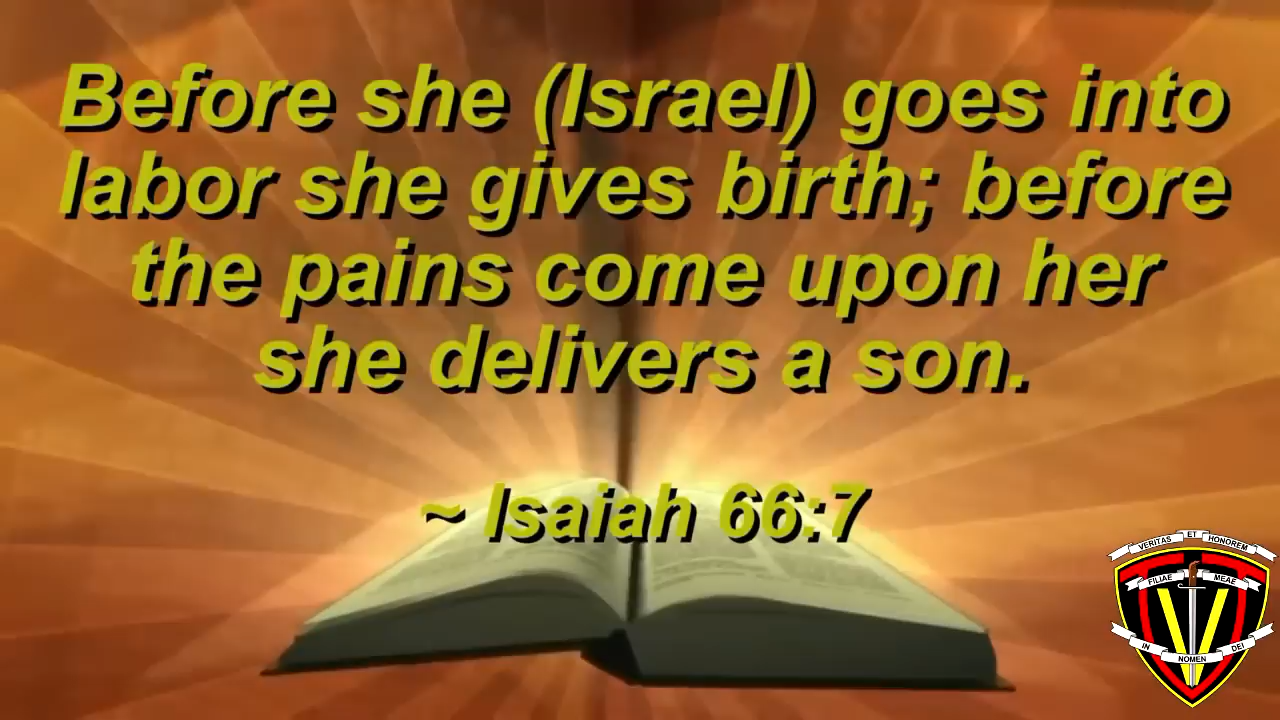 Before she (Israel) goes into
labor she gives birth; before
the pains come upon her
she delivers a son.
~ Isaiah 66:7
VERITAS ET HONOREM
FILIAE MEAE
IN NOMEN DEI